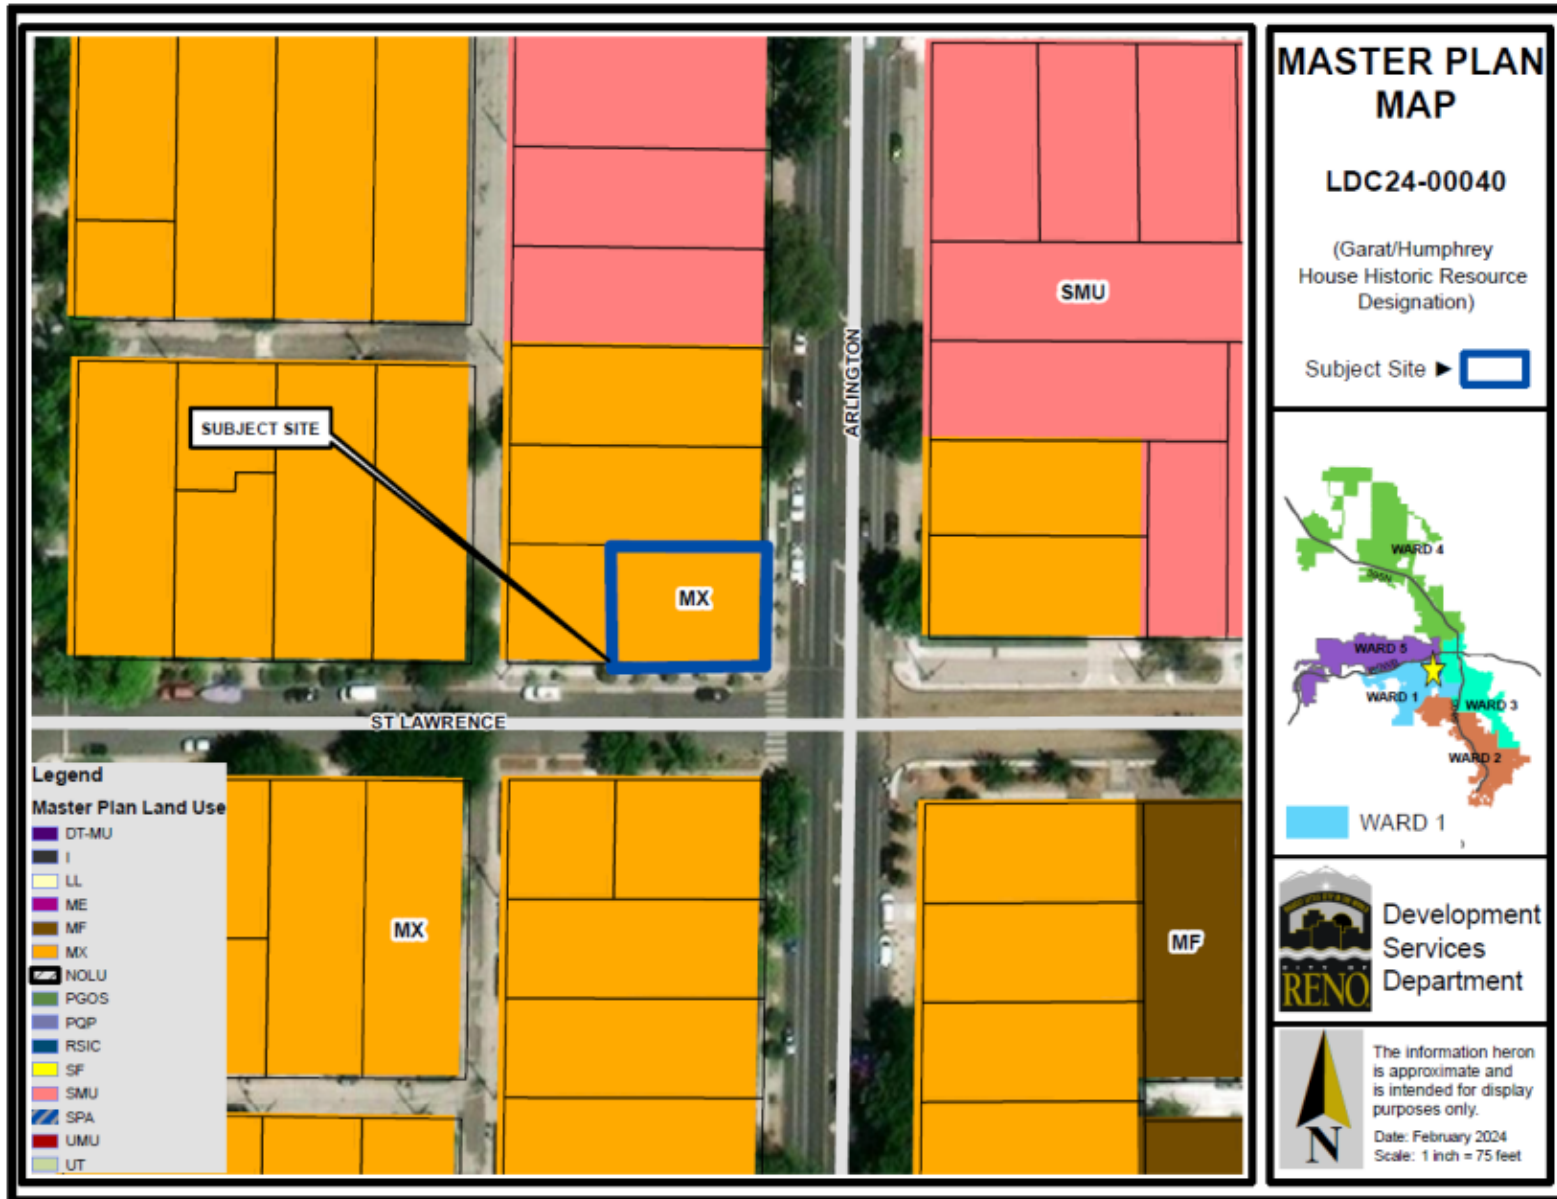 MASTER PLAN
MAP
LDC24-00040
(Garat/Humphrey
House Historic Resource
Designation)
Subject Site ►
SMU
ARLINGTON
SUBJECT SITE
MX
ST LAWRENCE
MX
MF
Legend
Master Plan Land Use
DT-MU
I
LL
ME
MF
MX
NOLU
PGOS
PQP
RSIC
SF
SMU
SPA
UMU
UT
WARD 4
395N
WARD 5
WARD 1
WARD 3
WARD 2
WARD 1
CITY OF
RENO
Development
Services
Department
N
The information heron
is approximate and
is intended for display
purposes only.
Date: February 2024
Scale: 1 inch = 75 feet